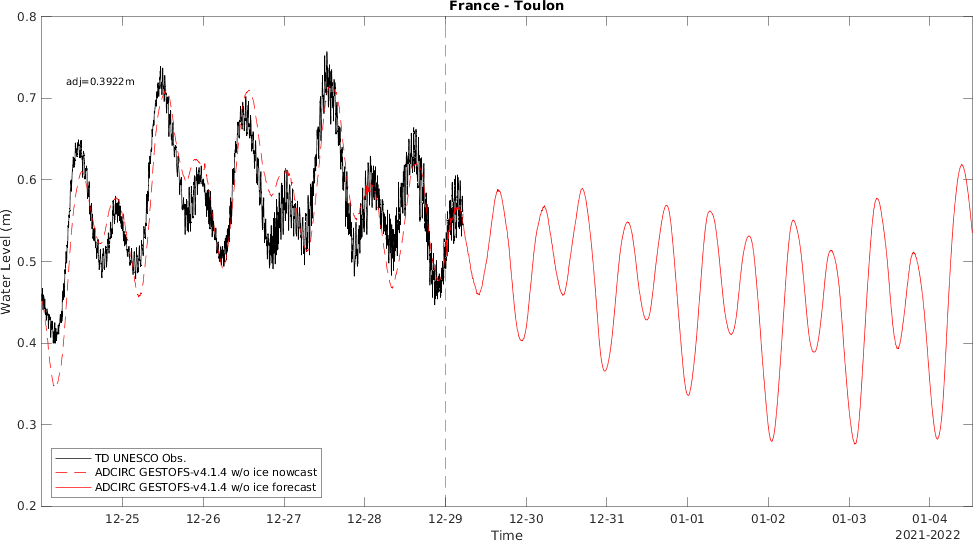 France - Toulon
0.8
adj=0.3922m
0.7
0.6
0.5
0.4
0.3
0.2
Water Level (m)
TD UNESCO Obs.
ADCIRC GESTOFS-v4.1.4 w/o ice nowcast
ADCIRC GESTOFS-v4.1.4 w/o ice forecast
12-25 12-26 12-27 12-28 12-29 12-30 12-31 01-01 01-02 01-03 01-04
Time
2021-2022